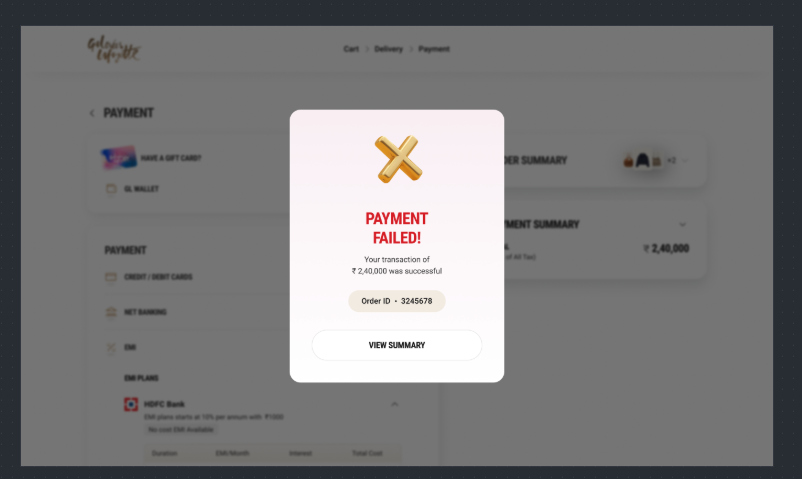 Galeries
Lafayette
Cart > Delivery > Payment
< PAYMENT
HAVE A GIFT CARD?
GL WALLET
PAYMENT
CREDIT / DEBIT CARDS
NET BANKING
EMI
EMI PLANS
HDFC Bank
EMI plans starts at 10% per annum with ₹1000
No cost EMI Available
Duration EMI/Month Interest Total Cost
PAYMENT
FAILED!
Your transaction of
₹ 2,40,000 was successful
Order ID • 3245678
VIEW SUMMARY
DER SUMMARY
+2
MENT SUMMARY
₹ 2,40,000
of All Tax)